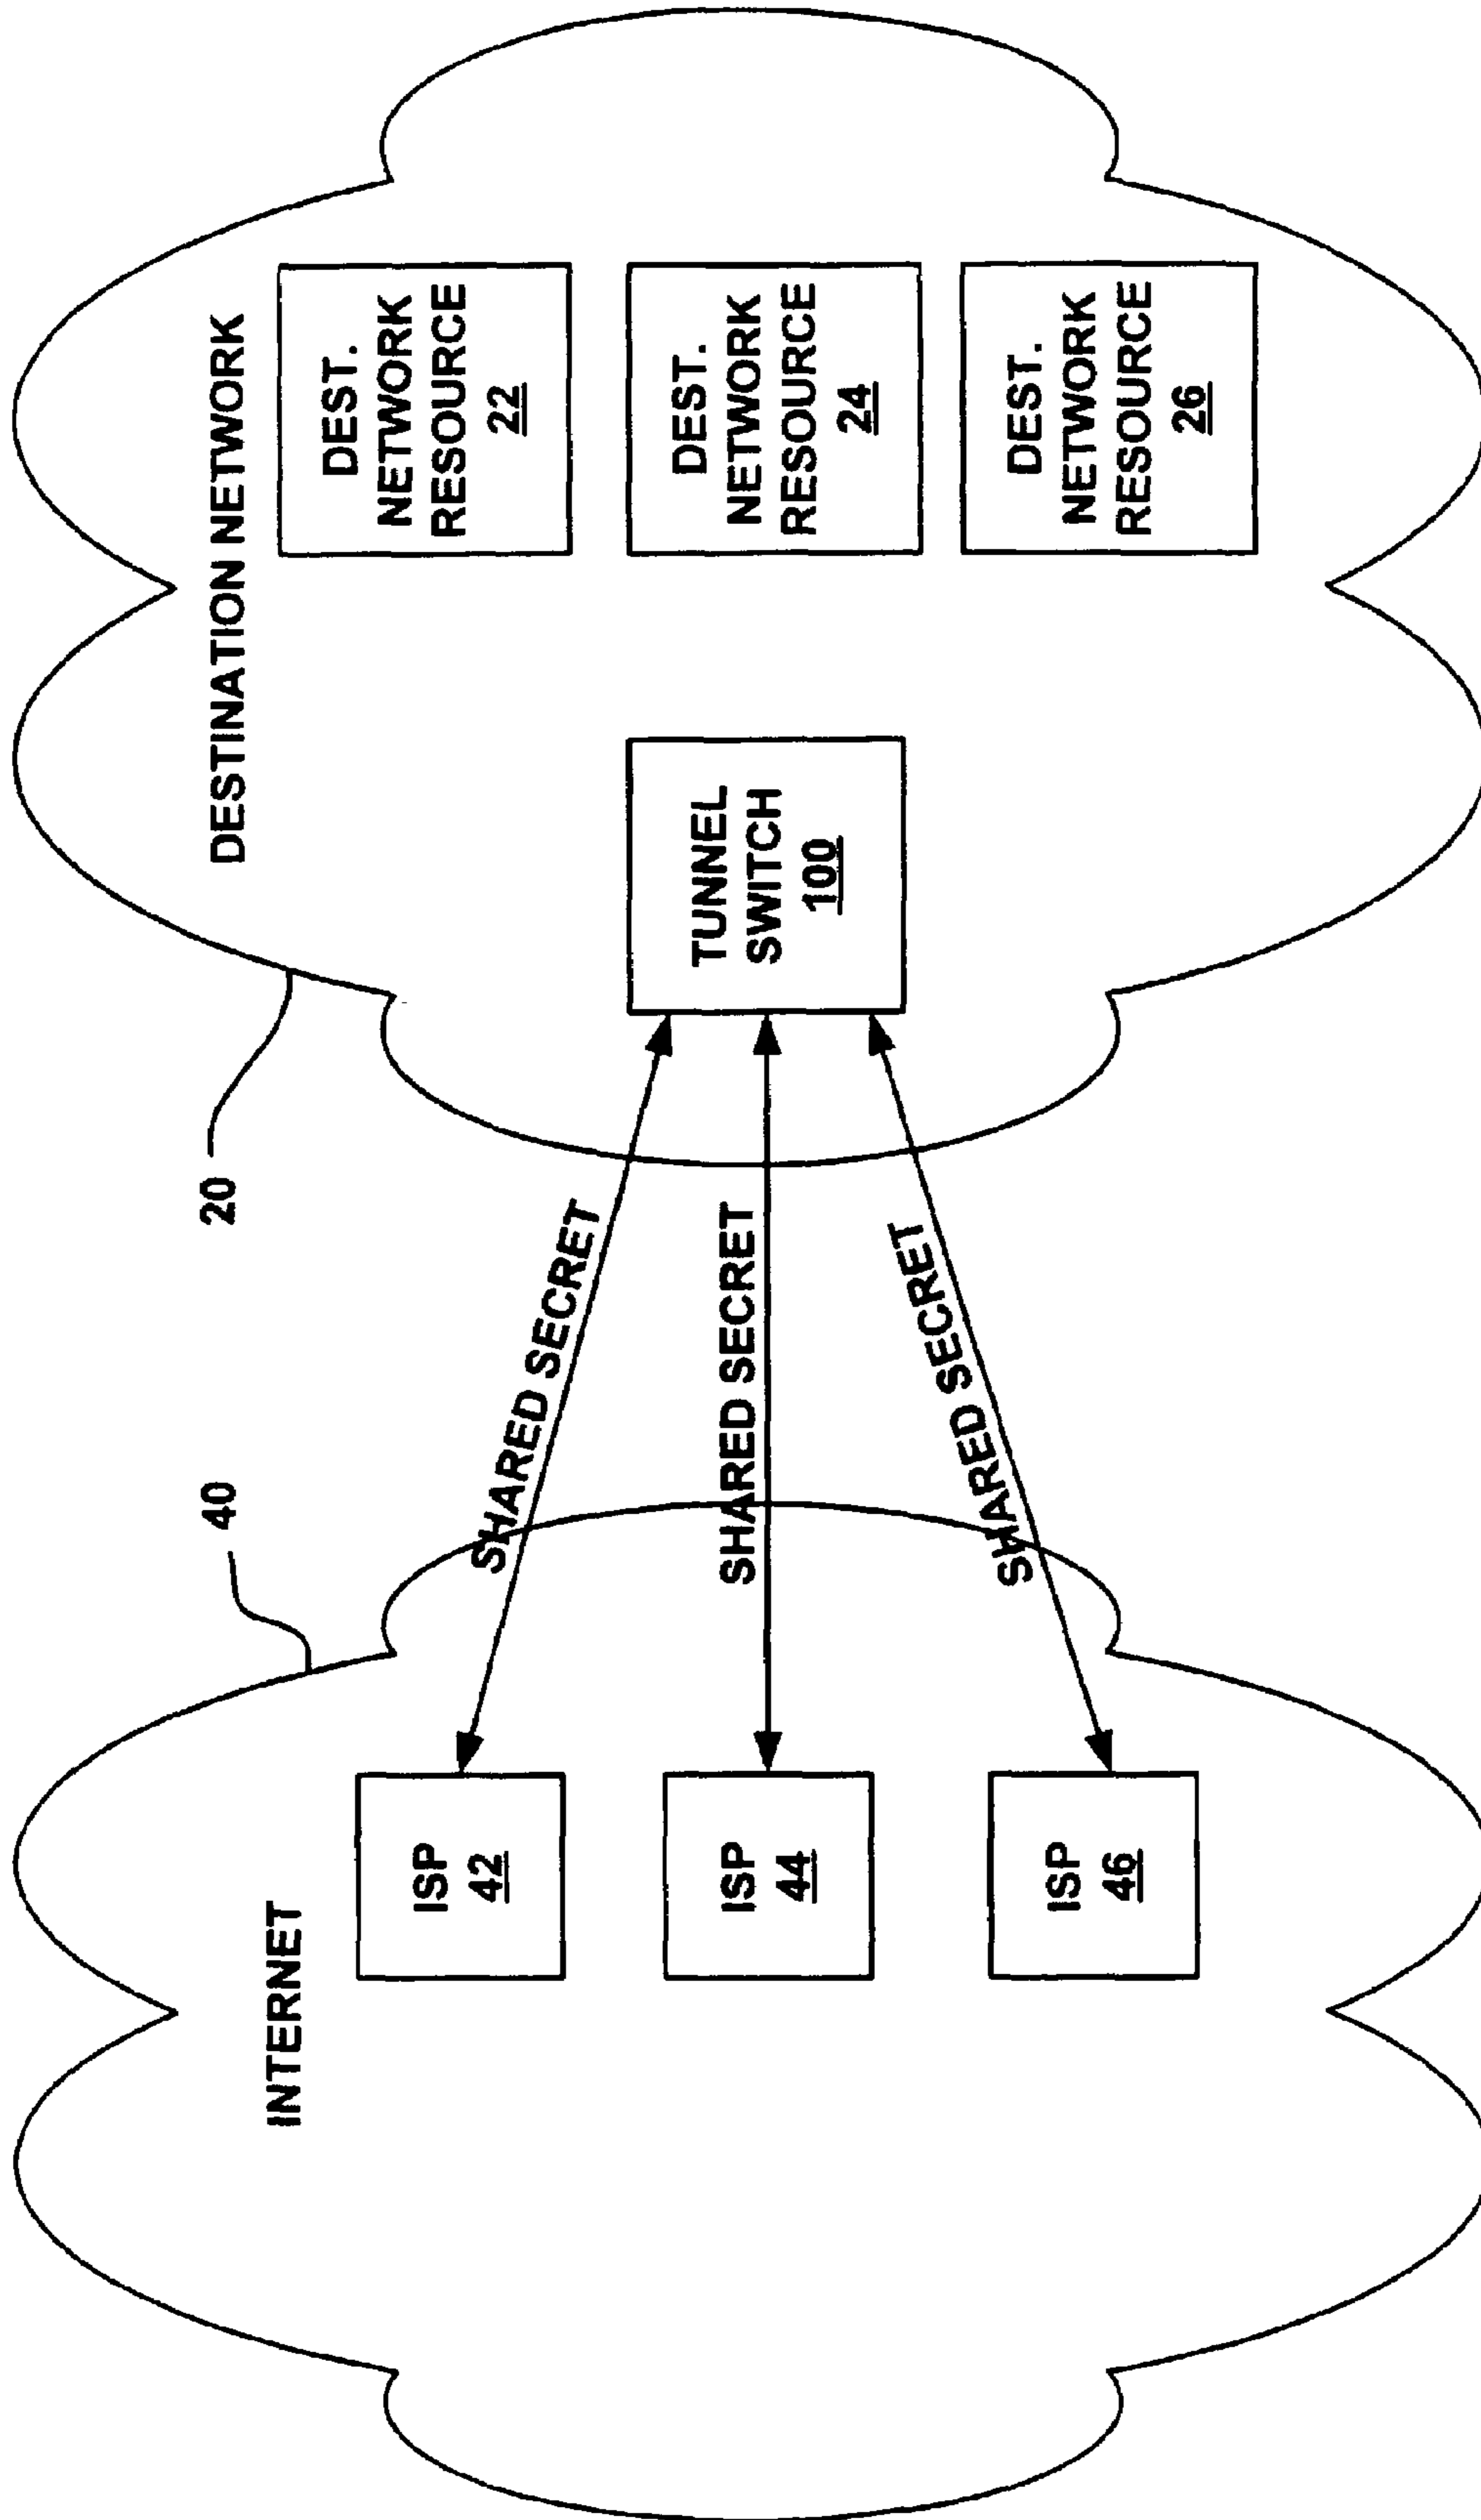 INTERNET
40
ISP
42
ISP
44
ISP
46
SHARED SECRET
SHARED SECRET
SHARED SECRET
20
DESTINATION NETWORK
TUNNEL
SWITCH
100
DEST.
NETWORK
RESOURCE
22
DEST.
NETWORK
RESOURCE
24
DEST.
NETWORK
RESOURCE
26